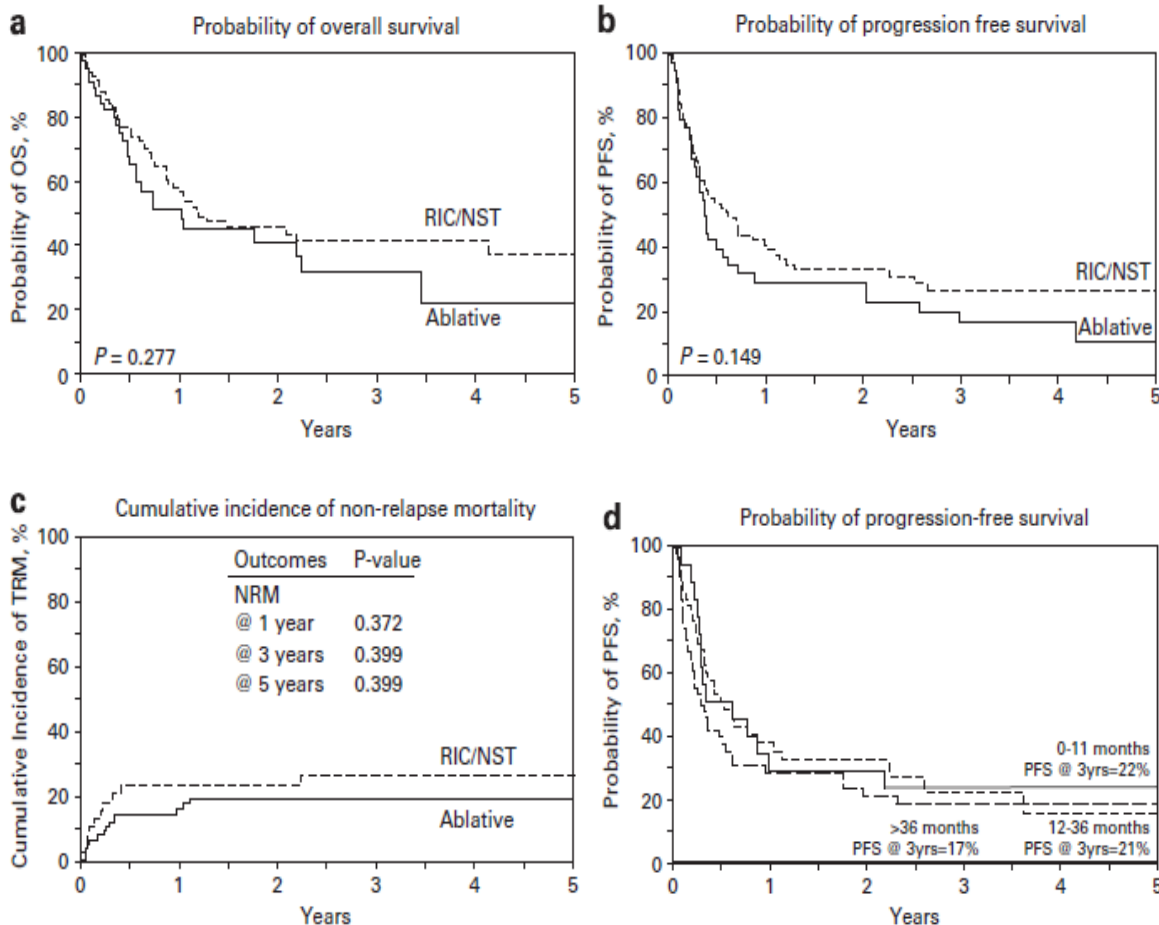 a
Probability of overall survival
Probability of OS, %
100
80
60
40
20
0
RIC/NST
Ablative
P = 0.277
0 1 2 3 4 5
Years
b
Probability of progression free survival
Probability of PFS, %
100
80
60
40
20
0
RIC/NST
Ablative
P = 0.149
0 1 2 3 4 5
Years
c
Cumulative incidence of non-relapse mortality
Cumulative Incidence of TRM, %
100
80
60
40
20
0
Outcomes P-value
NRM
@ 1 year 0.372
@ 3 years 0.399
@ 5 years 0.399
RIC/NST
Ablative
0 1 2 3 4 5
Years
d
Probability of progression-free survival
Probability of PFS, %
100
80
60
40
20
0
0-11 months
PFS @ 3yrs=22%
>36 months
PFS @ 3yrs=17%
12-36 months
PFS @ 3yrs=21%
0 1 2 3 4 5
Years